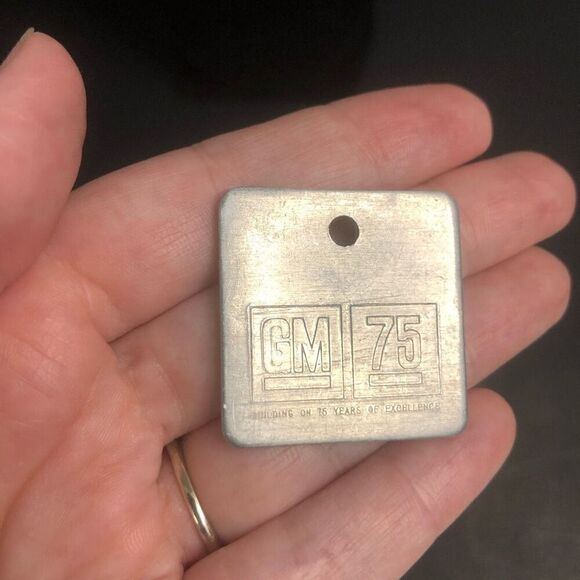 GM 75
BUILDING ON 75 YEARS OF EXCELLENCE